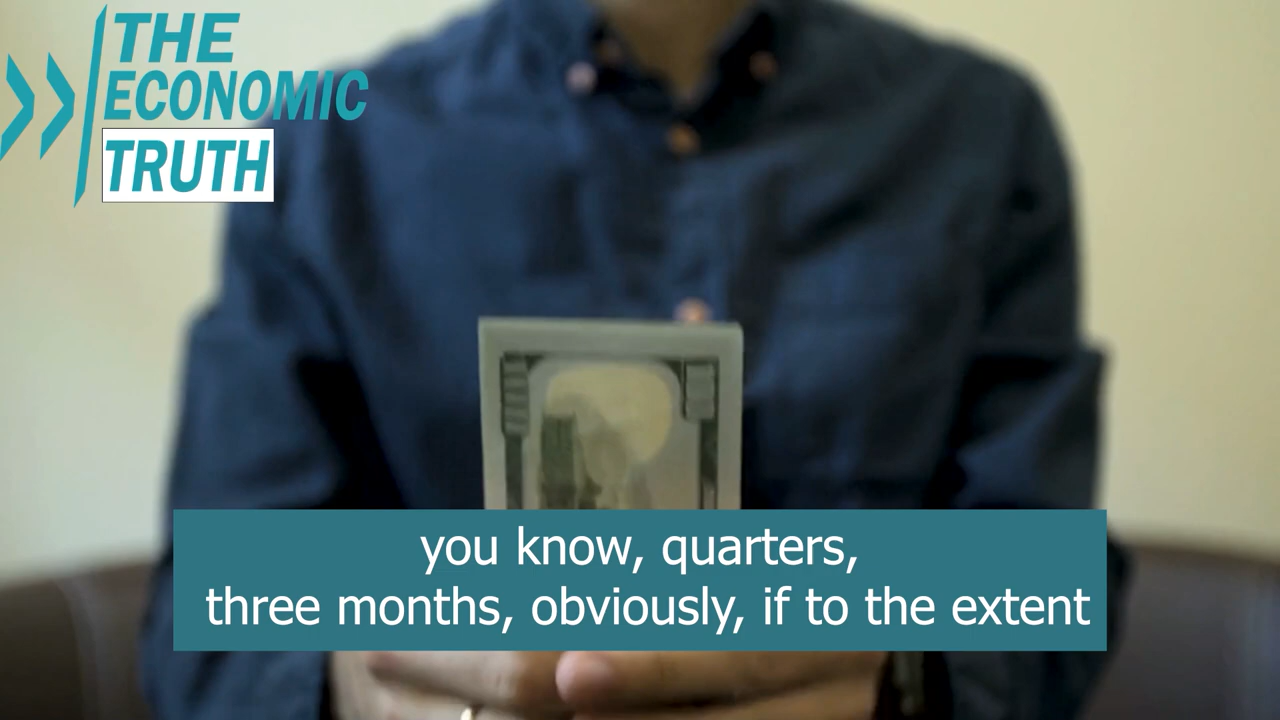 THE
ECONOMIC
TRUTH
you know, quarters,
three months, obviously, if to the extent